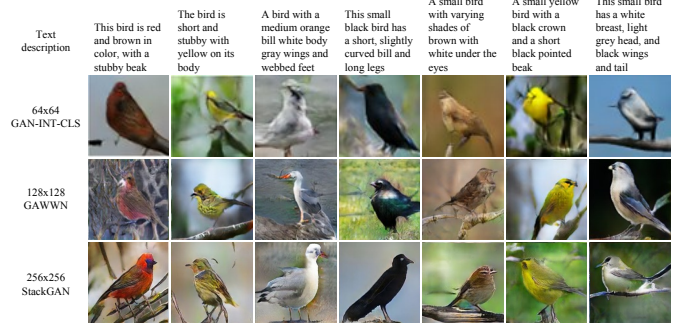 Text
description
This bird is red
and brown in
color, with a
stubby beak
The bird is
short and
stubby with
yellow on its
body
A bird with a
medium orange
bill white body
gray wings and
webbed feet
This small
black bird has
a short, slightly
curved bill and
long legs
A small bird
with varying
shades of
brown with
white under the
eyes
A small yellow
bird with a
black crown
and a short
black pointed
beak
This small bird
has a white
breast, light
grey head, and
black wings
and tail
64x64
GAN-INT-CLS
128x128
GAWWN
256x256
StackGAN